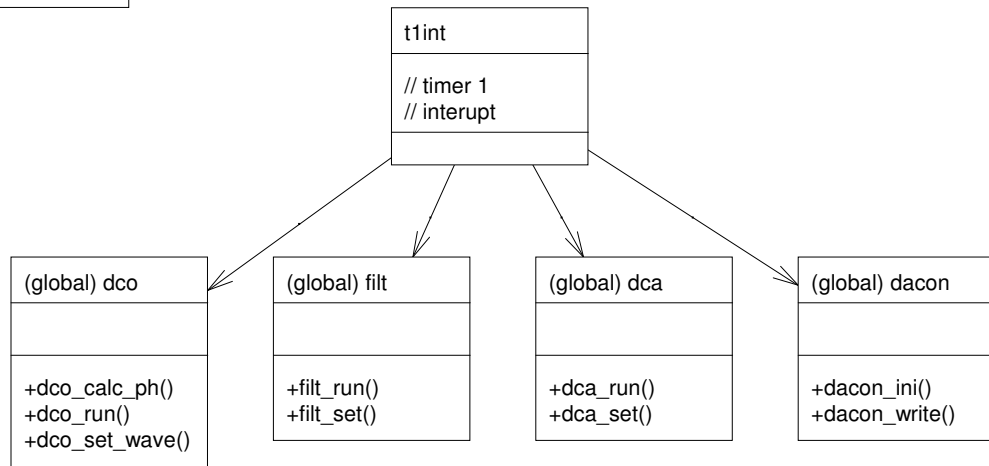 t1int
// timer 1
// interupt
(global) dco
+dco_calc_ph()
+dco_run()
+dco_set_wave()
(global) filt
+filt_run()
+filt_set()
(global) dca
+dca_run()
+dca_set()
(global) dacon
+dacon_ini()
+dacon_write()